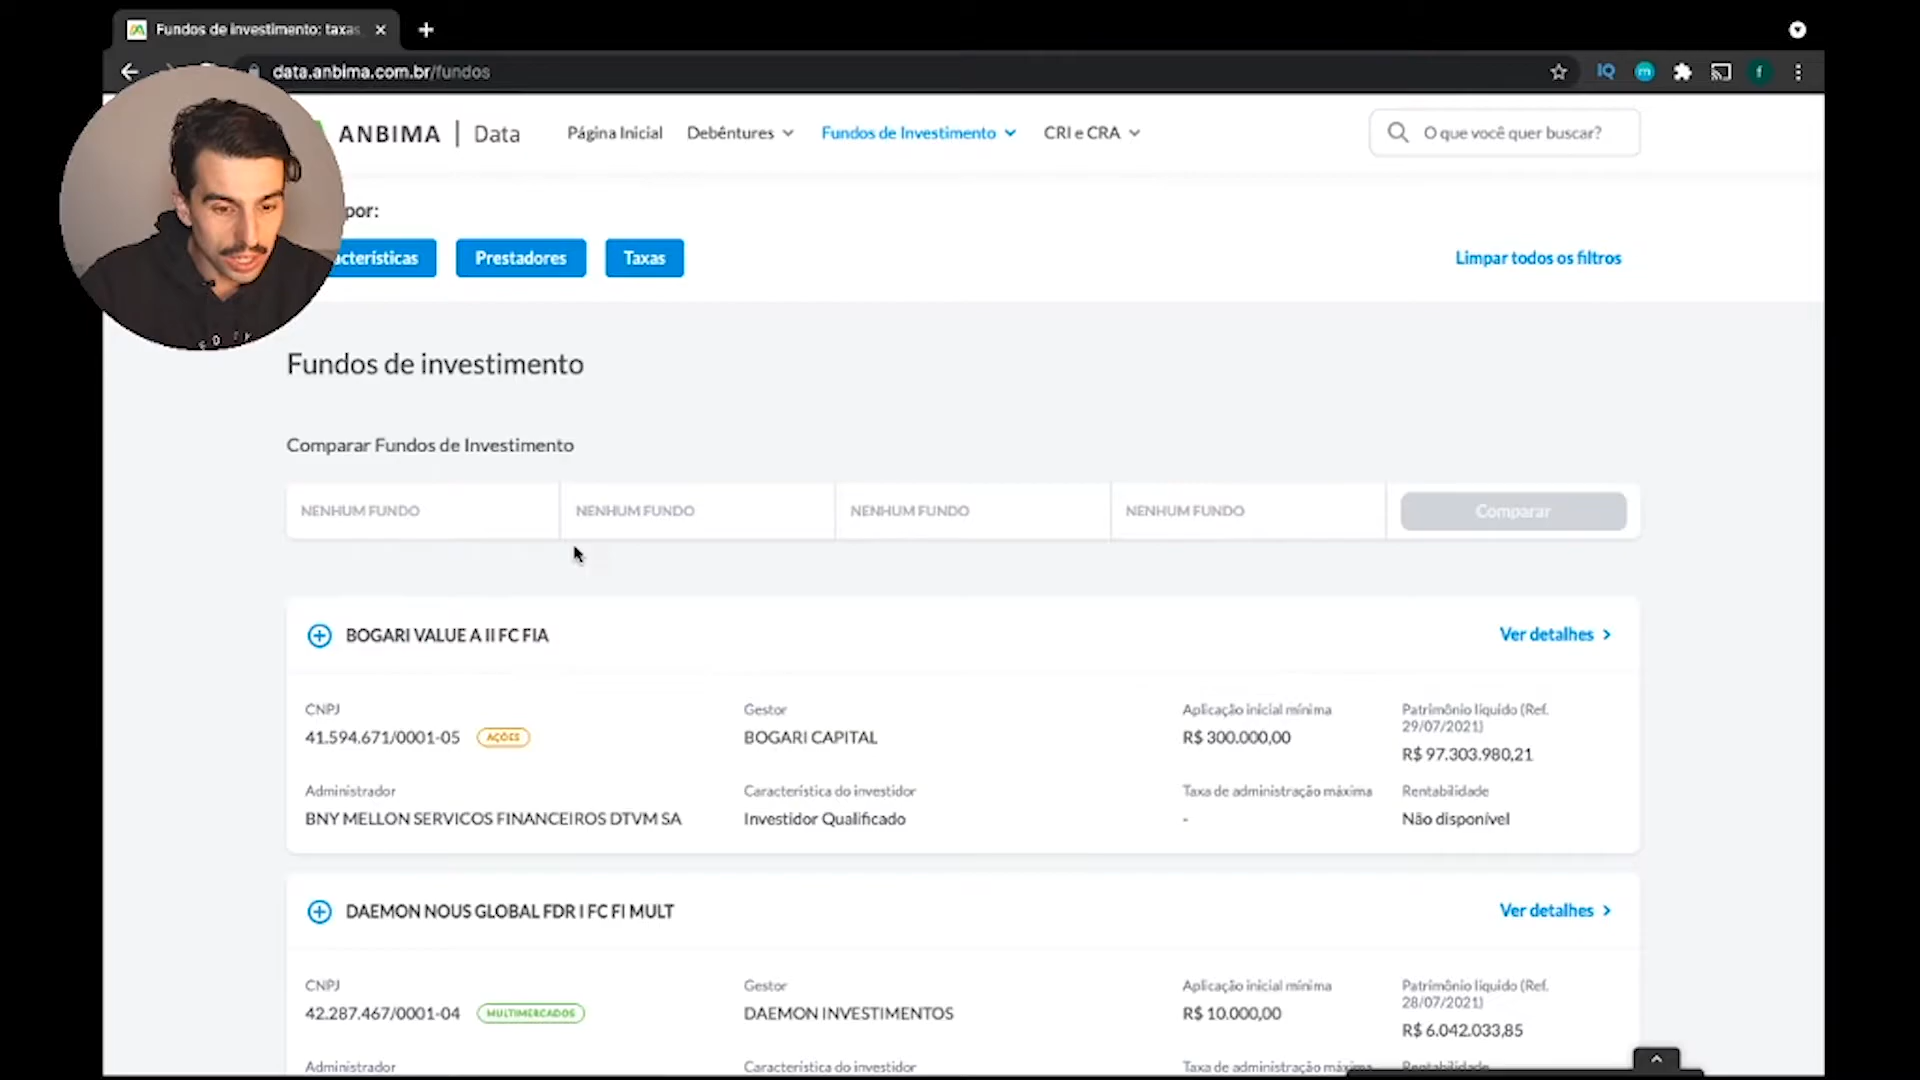 Fundos de investimento: taxas
data.anbima.com.br/fundos
IQ
m
f
ANBIMA | Data
Página Inicial
Debêntures
Fundos de Investimento
CRI e CRA
O que você quer buscar?
por:
cterísticas
Prestadores
Taxas
Limpar todos os filtros
Fundos de investimento
Comparar Fundos de Investimento
NENHUM FUNDO
NENHUM FUNDO
NENHUM FUNDO
NENHUM FUNDO
Comparar
BOGARI VALUE A II FC FIA
Ver detalhes
CNPJ
41.594.671/0001-05
AÇÕES
Gestor
BOGARI CAPITAL
Aplicação inicial mínima
R$ 300.000,00
Patrimônio líquido (Ref.
29/07/2021)
R$ 97.303.980,21
Administrador
BNY MELLON SERVICOS FINANCEIROS DTVM SA
Característica do investidor
Investidor Qualificado
Taxa de administração máxima
-
Rentabilidade
Não disponível
DAEMON NOUS GLOBAL FDR I FC FI MULT
Ver detalhes
CNPJ
42.287.467/0001-04
MULTIMERCADOS
Gestor
DAEMON INVESTIMENTOS
Aplicação inicial mínima
R$ 10.000,00
Patrimônio líquido (Ref.
28/07/2021)
R$ 6.042.033,85
Administrador
Característica do investidor
Taxa de administração máxima
Rentabilidade